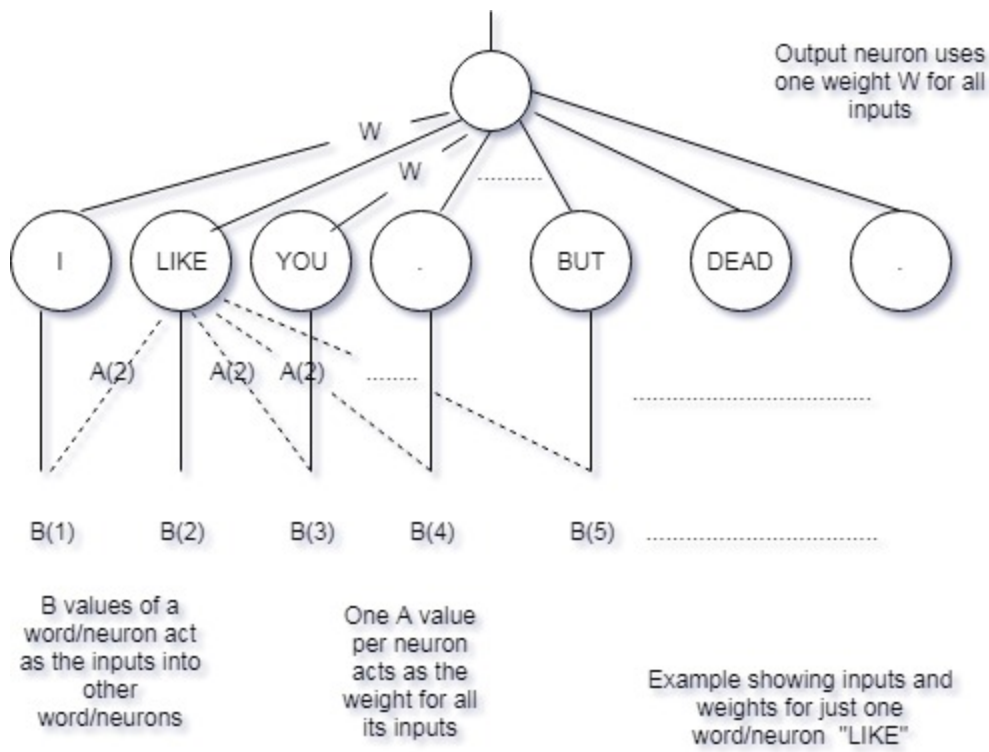 Output neuron uses
one weight W for all
inputs
W
W
..........
I LIKE YOU . BUT DEAD .
A(2) A(2) A(2) ........
......................................
B(1) B(2) B(3) B(4) B(5) ......................................
B values of a
word/neuron act
as the inputs into
other
word/neurons
One A value
per neuron
acts as the
weight for all
its inputs
Example showing inputs and
weights for just one
word/neuron "LIKE"